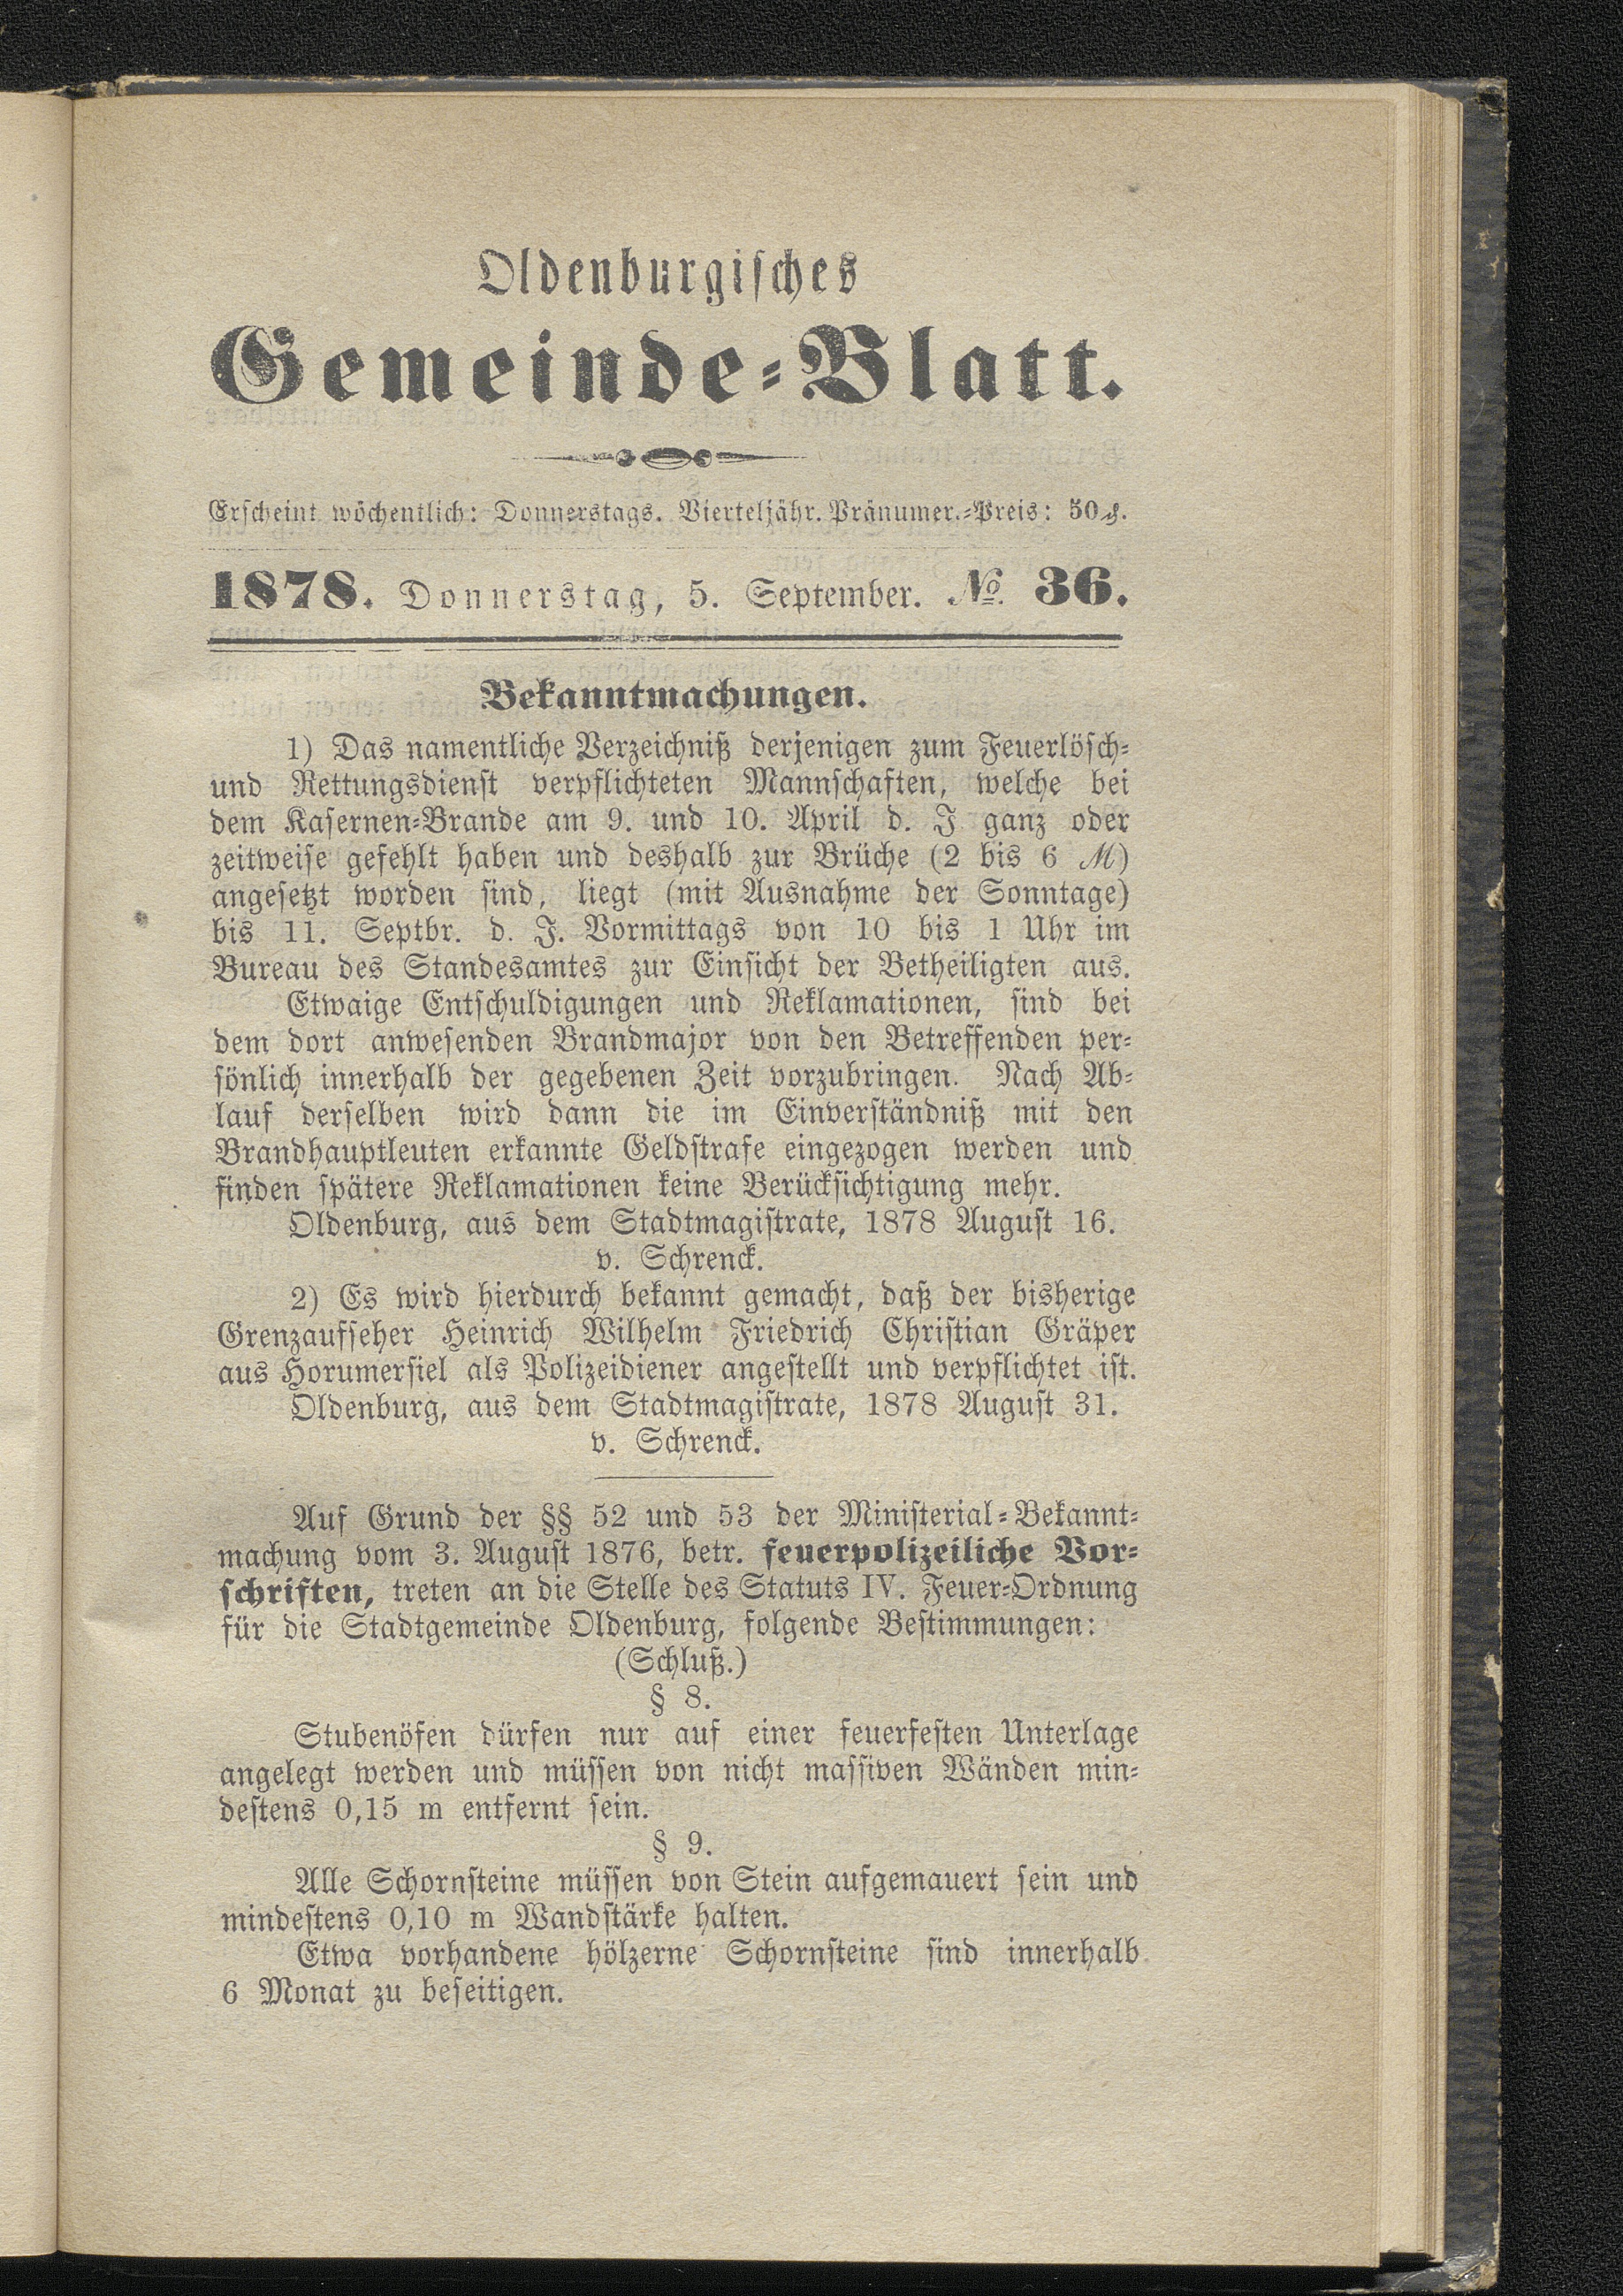 Oldenburgisches
Gemeinde-Blatt.
Erscheint wöchentlich: Donnerstags. Vierteljähr. Pränumer.-Preis: 50 ₰.
1878. Donnerstag, 5. September. № 36.
Bekanntmachungen.
1) Das namentliche Verzeichniß derjenigen zum Feuerlösch-
und Rettungsdienst verpflichteten Mannschaften, welche bei
dem Kasernen-Brande am 9. und 10. April d. J ganz oder
zeitweise gefehlt haben und deshalb zur Brüche (2 bis 6 M)
angesetzt worden sind, liegt (mit Ausnahme der Sonntage)
bis 11. Septbr. d. J. Vormittags von 10 bis 1 Uhr im
Bureau des Standesamtes zur Einsicht der Betheiligten aus.
Etwaige Entschuldigungen und Reklamationen, sind bei
dem dort anwesenden Brandmajor von den Betreffenden per-
sönlich innerhalb der gegebenen Zeit vorzubringen. Nach Ab-
lauf derselben wird dann die im Einverständniß mit den
Brandhauptleuten erkannte Geldstrafe eingezogen werden und
finden spätere Reklamationen keine Berücksichtigung mehr.
Oldenburg, aus dem Stadtmagistrate, 1878 August 16.
v. Schrenck.
2) Es wird hierdurch bekannt gemacht, daß der bisherige
Grenzaufseher Heinrich Wilhelm Friedrich Christian Gräper
aus Horumersiel als Polizeidiener angestellt und verpflichtet ist.
Oldenburg, aus dem Stadtmagistrate, 1878 August 31.
v. Schrenck.
Auf Grund der §§ 52 und 53 der Ministerial-Bekannt-
machung vom 3. August 1876, betr. feuerpolizeiliche Vor-
schriften, treten an die Stelle des Statuts IV. Feuer-Ordnung
für die Stadtgemeinde Oldenburg, folgende Bestimmungen:
(Schluß.)
§ 8.
Stubenöfen dürfen nur auf einer feuerfesten Unterlage
angelegt werden und müssen von nicht massiven Wänden min-
destens 0,15 m entfernt sein.
§ 9.
Alle Schornsteine müssen von Stein aufgemauert sein und
mindestens 0,10 m Wandstärke halten.
Etwa vorhandene hölzerne Schornsteine sind innerhalb
6 Monat zu beseitigen.